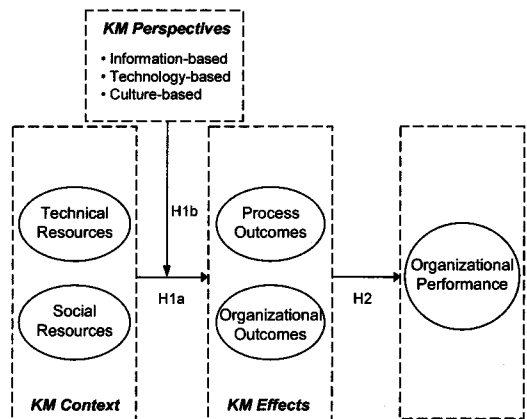 KM Perspectives
• Information-based
• Technology-based
• Culture-based
H1b
Technical
Resources
Process
Outcomes
H1a
H2
Organizational
Performance
Social
Resources
Organizational
Outcomes
KM Context
KM Effects